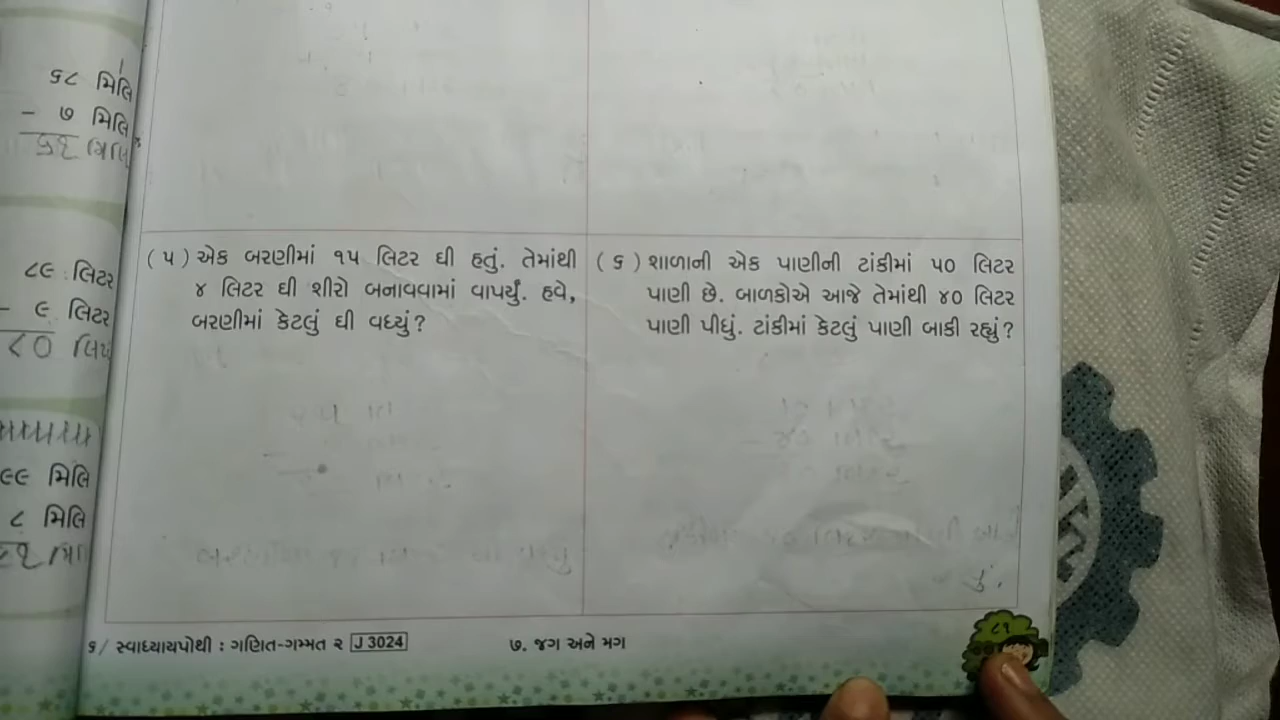 ૬૮ મિલિ
- ૭ મિલિ
૬૧ મિલિ
૮૯ લિટર
- ૯ લિટર
૮૦ લિટ
૯૯ મિલિ
૮ મિલિ
(૫) એક બરણીમાં ૧૫ લિટર ઘી હતું. તેમાંથી
૪ લિટર ઘી શીરો બનાવવામાં વાપર્યું. હવે,
બરણીમાં કેટલું ઘી વધ્યું?
(૬) શાળાની એક પાણીની ટાંકીમાં ૫૦ લિટર
પાણી છે. બાળકોએ આજે તેમાંથી ૪૦ લિટર
પાણી પીધું. ટાંકીમાં કેટલું પાણી બાકી રહ્યું?
૬/ સ્વાધ્યાયપોથી : ગણિત-ગમ્મત ૨ J 3024
૭. જગ અને મગ
૮૧